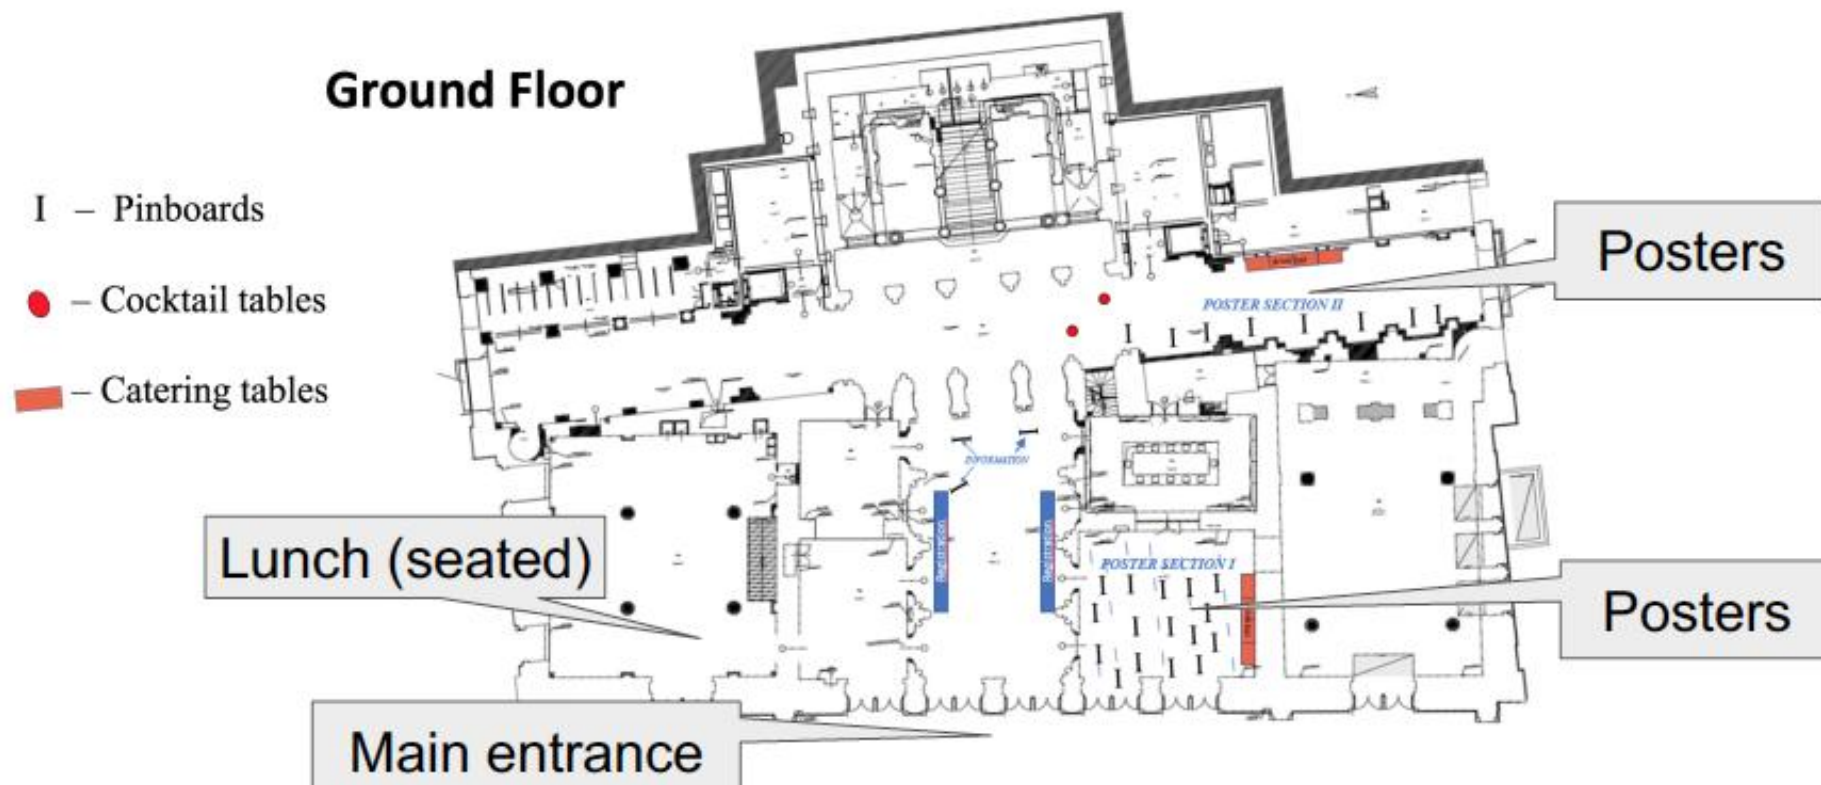 Ground Floor
I – Pinboards
– Cocktail tables
– Catering tables
Posters
POSTER SECTION II
INFORMATION
Registration
Registration
Lunch (seated)
POSTER SECTION I
Posters
Main entrance